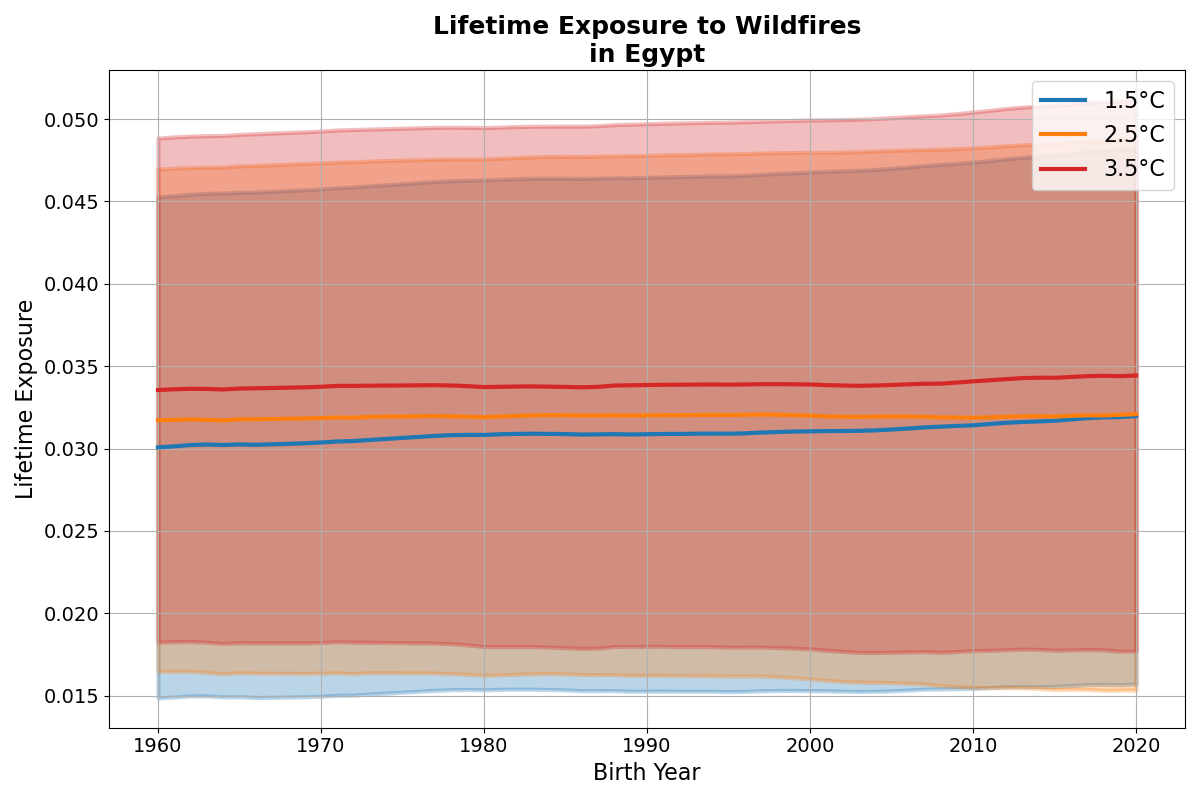 Lifetime Exposure to Wildfires
in Egypt
1.5°C
2.5°C
3.5°C
Lifetime Exposure
0.050
0.045
0.040
0.035
0.030
0.025
0.020
0.015
1960 1970 1980 1990 2000 2010 2020
Birth Year